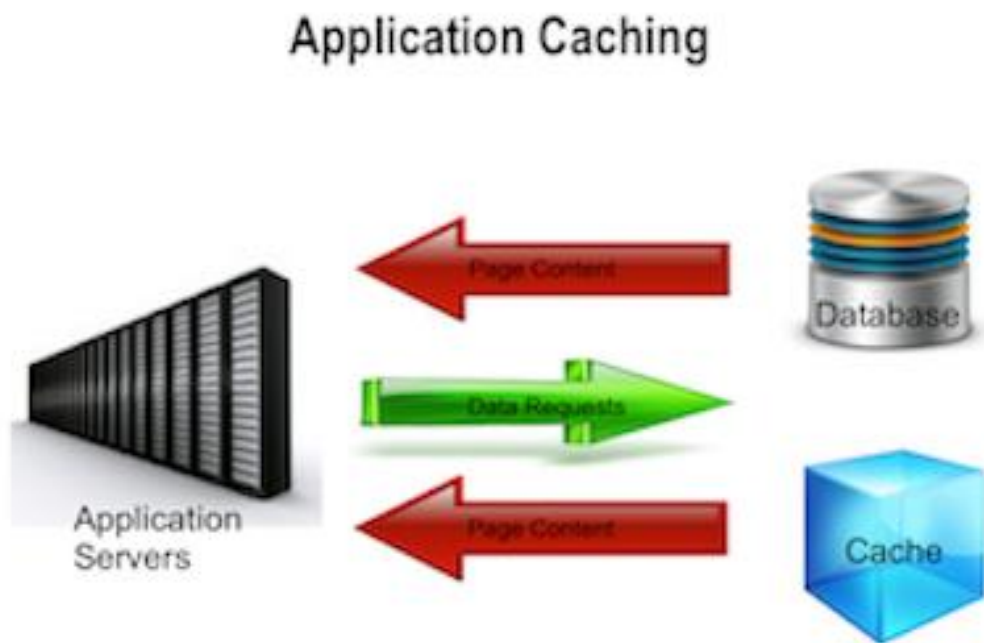 Application Caching
Page Content
Database
Data Requests
Application
Servers
Page Content
Cache